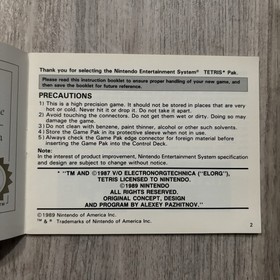 Thank you for selecting the Nintendo Entertainment System® TETRIS® Pak.
Please read this instruction booklet to ensure proper handling of your new game, and then save the booklet for future reference.
PRECAUTIONS
1) This is a high precision game. It should not be stored in places that are very hot or cold. Never hit it or drop it. Do not take it apart.
2) Avoid touching the connectors. Do not get them wet or dirty. Doing so may damage the game.
3) Do not clean with benzene, paint thinner, alcohol or other such solvents.
4) Store the Game Pak in its protective sleeve when not in use.
5) Always check the Game Pak edge connector for foreign material before inserting the Game Pak into the Control Deck.
Note:
In the interest of product improvement, Nintendo Entertainment System specification and design are subject to change without notice.
" TM AND ©1987 V/O ELECTRONORGTECHNICA ("ELORG"),
TETRIS LICENSED TO NINTENDO.
©1989 NINTENDO
ALL RIGHTS RESERVED.
ORIGINAL CONCEPT, DESIGN
AND PROGRAM BY ALEXEY PAZHITNOV."
©1989 Nintendo of America Inc.
™ & ® Trademarks of Nintendo of America Inc.
2